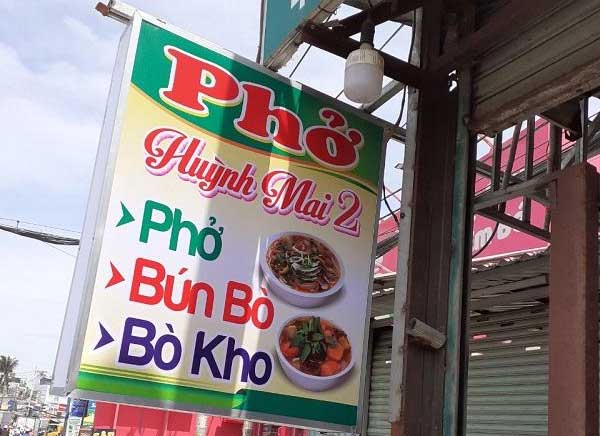 Phở
Huỳnh Mai 2
Phở
Bún Bò
Bò Kho